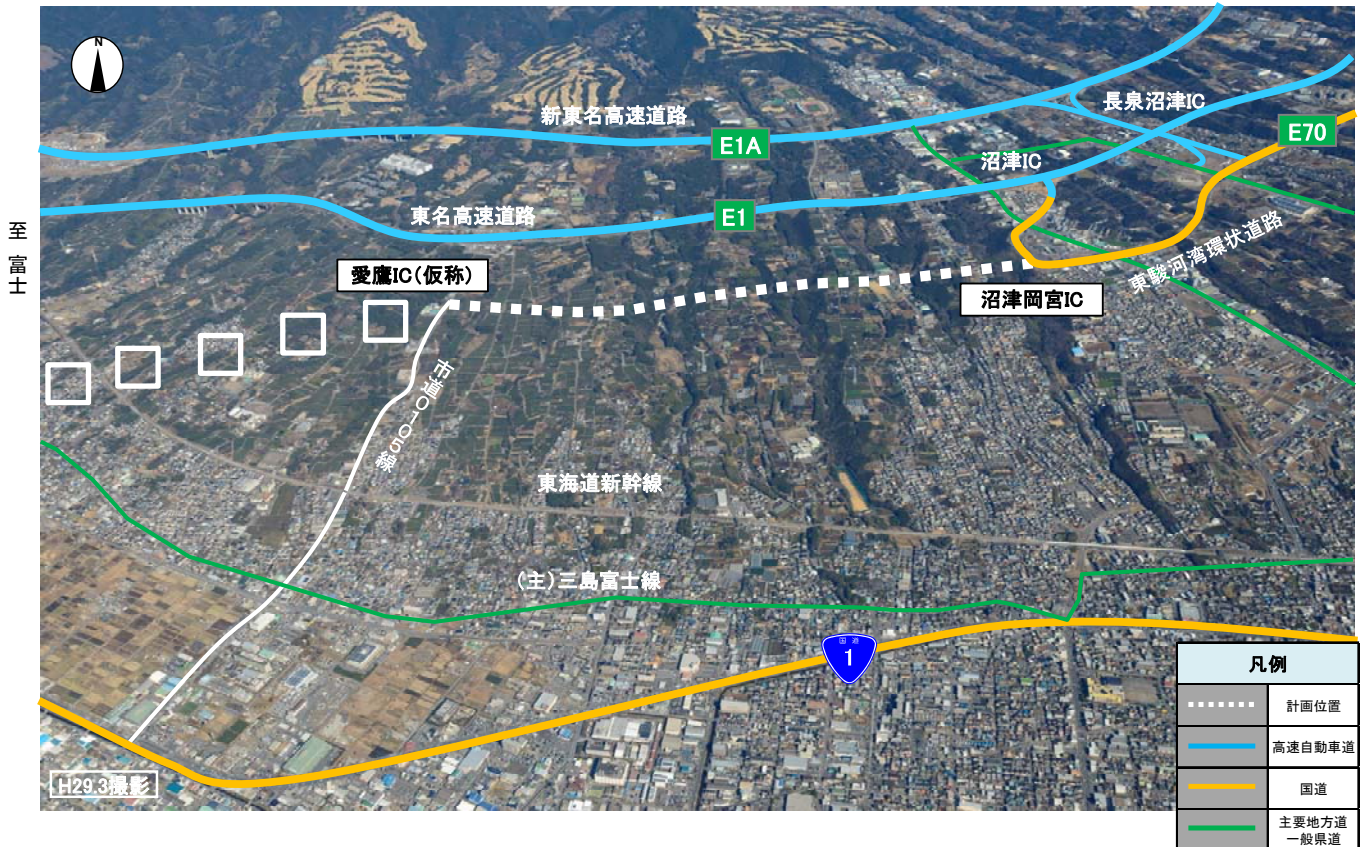 N
新東名高速道路
E1A
長泉沼津IC
E70
沼津IC
東名高速道路
E1
東駿河湾環状道路
至 富士
愛鷹IC(仮称)
沼津岡宮IC
市道0105線
東海道新幹線
(主)三島富士線
国道
1
H29.3撮影
凡例
計画位置
高速自動車道
国道
主要地方道
一般県道